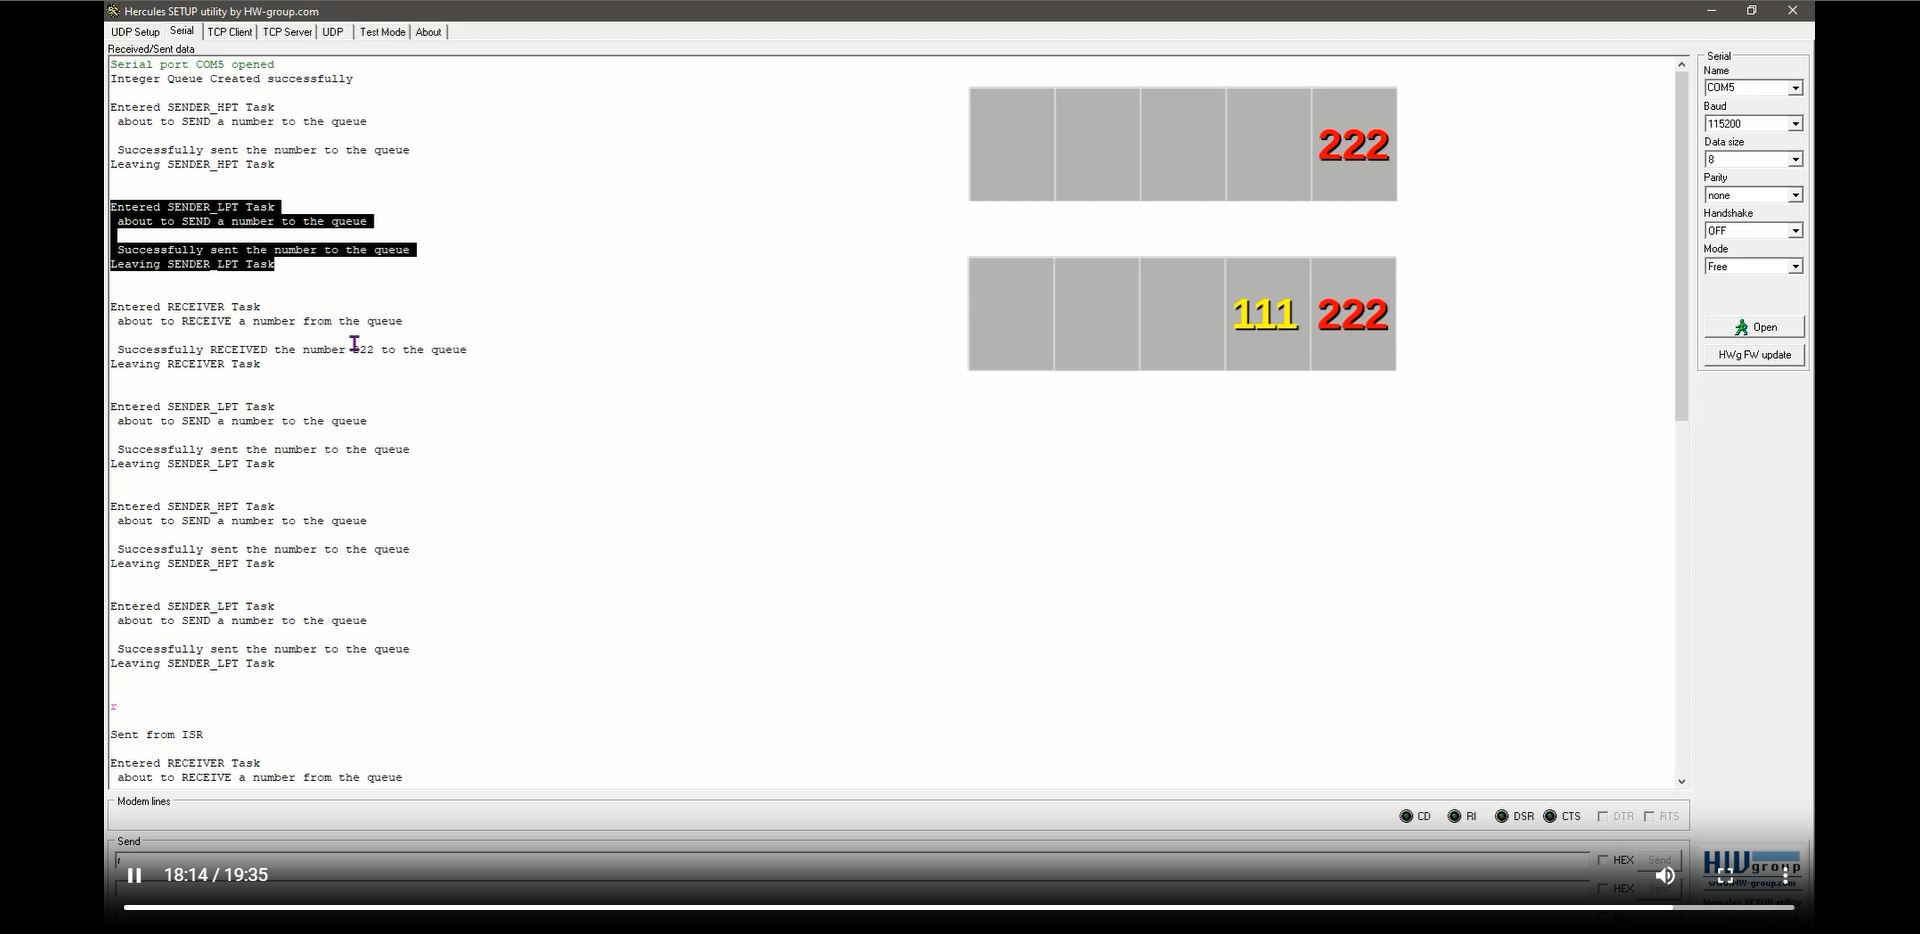 Hercules SETUP utility by HW-group.com
UDP Setup Serial TCP Client TCP Server UDP Test Mode About
Received/Sent data
Serial port COM5 opened
Integer Queue Created successfully
Entered SENDER_HPT Task
about to SEND a number to the queue
Successfully sent the number to the queue
Leaving SENDER_HPT Task
Entered SENDER_LPT Task
about to SEND a number to the queue
Successfully sent the number to the queue
Leaving SENDER_LPT Task
Entered RECEIVER Task
about to RECEIVE a number from the queue
Successfully RECEIVED the number 222 to the queue
Leaving RECEIVER Task
Entered SENDER_LPT Task
about to SEND a number to the queue
Successfully sent the number to the queue
Leaving SENDER_LPT Task
Entered SENDER_HPT Task
about to SEND a number to the queue
Successfully sent the number to the queue
Leaving SENDER_HPT Task
Entered SENDER_LPT Task
about to SEND a number to the queue
Successfully sent the number to the queue
Leaving SENDER_LPT Task
r
Sent from ISR
Entered RECEIVER Task
about to RECEIVE a number from the queue
222
111 222
Serial
Name
COM5
Baud
115200
Data size
8
Parity
none
Handshake
OFF
Mode
Free
Open
HWg FW update
Modem lines
CD RI DSR CTS DTR RTS
Send
r
HEX Send
HEX Send
18:14 / 19:35
HW group
www.HW-group.com
Hercules SETUP utility